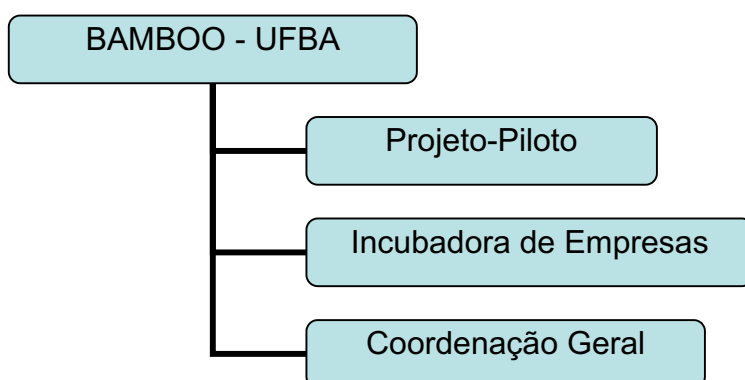 BAMBOO - UFBA
Projeto-Piloto
Incubadora de Empresas
Coordenação Geral